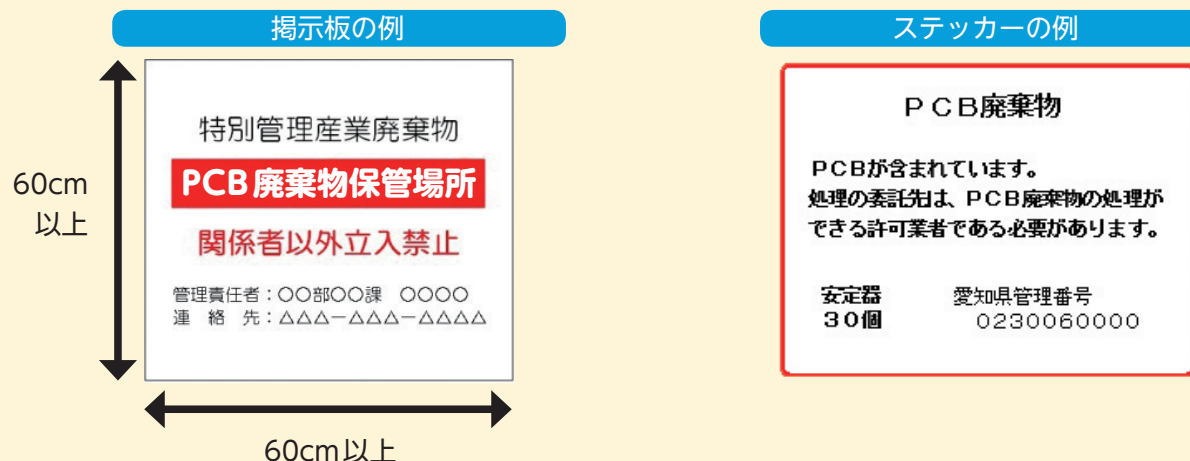 掲示板の例
60cm
以上
特別管理産業廃棄物
PCB廃棄物保管場所
関係者以外立入禁止
管理責任者：〇〇部〇〇課　〇〇〇〇
連　絡　先：△△△－△△△－△△△△
60cm以上
ステッカーの例
ＰＣＢ廃棄物
ＰＣＢが含まれています。
処理の委託先は、ＰＣＢ廃棄物の処理が
できる許可業者である必要があります。
安定器　愛知県管理番号
３０個　０２３００６００００